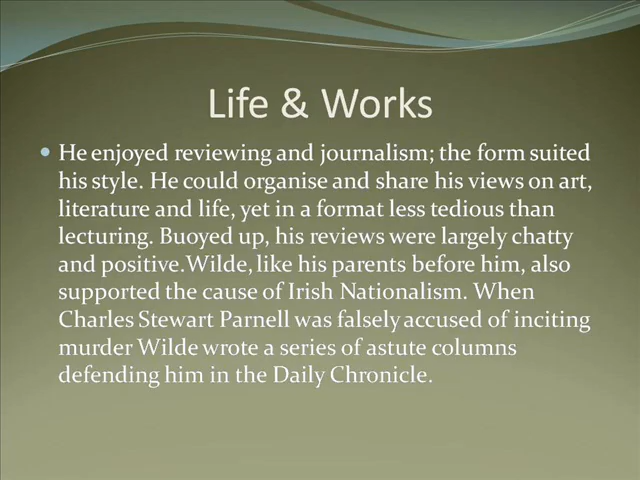 Life & Works
• He enjoyed reviewing and journalism; the form suited
his style. He could organise and share his views on art,
literature and life, yet in a format less tedious than
lecturing. Buoyed up, his reviews were largely chatty
and positive.Wilde, like his parents before him, also
supported the cause of Irish Nationalism. When
Charles Stewart Parnell was falsely accused of inciting
murder Wilde wrote a series of astute columns
defending him in the Daily Chronicle.